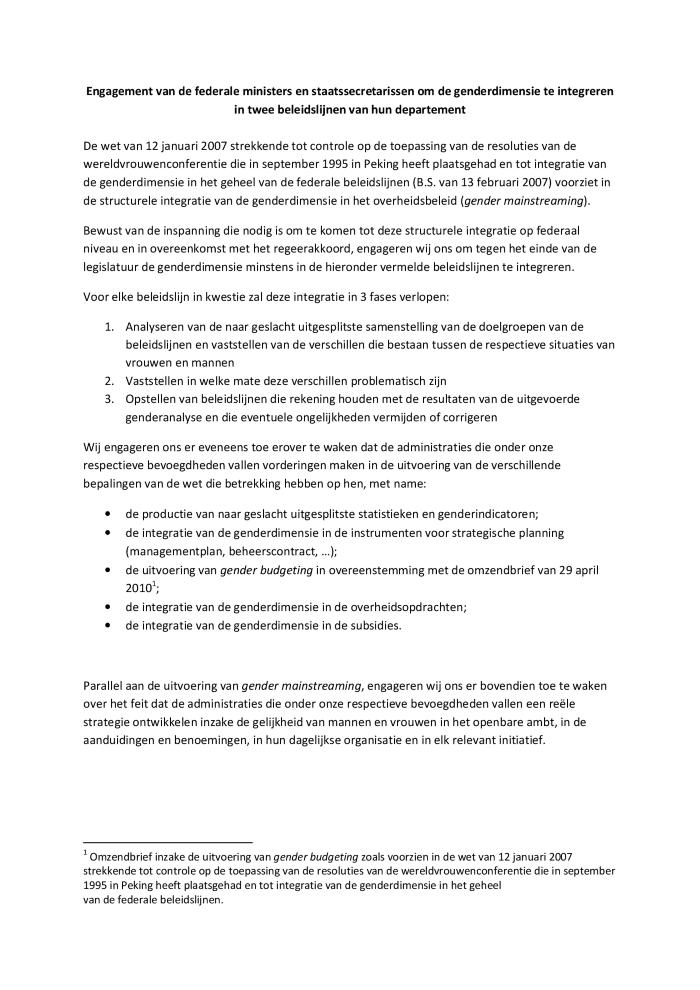 Engagement van de federale ministers en staatssecretarissen om de genderdimensie te integreren
in twee beleidslijnen van hun departement
De wet van 12 januari 2007 strekkende tot controle op de toepassing van de resoluties van de
wereldvrouwenconferentie die in september 1995 in Peking heeft plaatsgehad en tot integratie van
de genderdimensie in het geheel van de federale beleidslijnen (B.S. van 13 februari 2007) voorziet in
de structurele integratie van de genderdimensie in het overheidsbeleid (gender mainstreaming).
Bewust van de inspanning die nodig is om te komen tot deze structurele integratie op federaal
niveau en in overeenkomst met het regeerakkoord, engageren wij ons om tegen het einde van de
legislatuur de genderdimensie minstens in de hieronder vermelde beleidslijnen te integreren.
Voor elke beleidslijn in kwestie zal deze integratie in 3 fases verlopen:
1. Analyseren van de naar geslacht uitgesplitste samenstelling van de doelgroepen van de
beleidslijnen en vaststellen van de verschillen die bestaan tussen de respectieve situaties van
vrouwen en mannen
2. Vaststellen in welke mate deze verschillen problematisch zijn
3. Opstellen van beleidslijnen die rekening houden met de resultaten van de uitgevoerde
genderanalyse en die eventuele ongelijkheden vermijden of corrigeren
Wij engageren ons er eveneens toe erover te waken dat de administraties die onder onze
respectieve bevoegdheden vallen vorderingen maken in de uitvoering van de verschillende
bepalingen van de wet die betrekking hebben op hen, met name:
• de productie van naar geslacht uitgesplitste statistieken en genderindicatoren;
• de integratie van de genderdimensie in de instrumenten voor strategische planning
(managementplan, beheerscontract, …);
• de uitvoering van gender budgeting in overeenstemming met de omzendbrief van 29 april
2010¹;
• de integratie van de genderdimensie in de overheidsopdrachten;
• de integratie van de genderdimensie in de subsidies.
Parallel aan de uitvoering van gender mainstreaming, engageren wij ons er bovendien toe te waken
over het feit dat de administraties die onder onze respectieve bevoegdheden vallen een reële
strategie ontwikkelen inzake de gelijkheid van mannen en vrouwen in het openbare ambt, in de
aanduidingen en benoemingen, in hun dagelijkse organisatie en in elk relevant initiatief.
¹ Omzendbrief inzake de uitvoering van gender budgeting zoals voorzien in de wet van 12 januari 2007
strekkende tot controle op de toepassing van de resoluties van de wereldvrouwenconferentie die in september
1995 in Peking heeft plaatsgehad en tot integratie van de genderdimensie in het geheel
van de federale beleidslijnen.